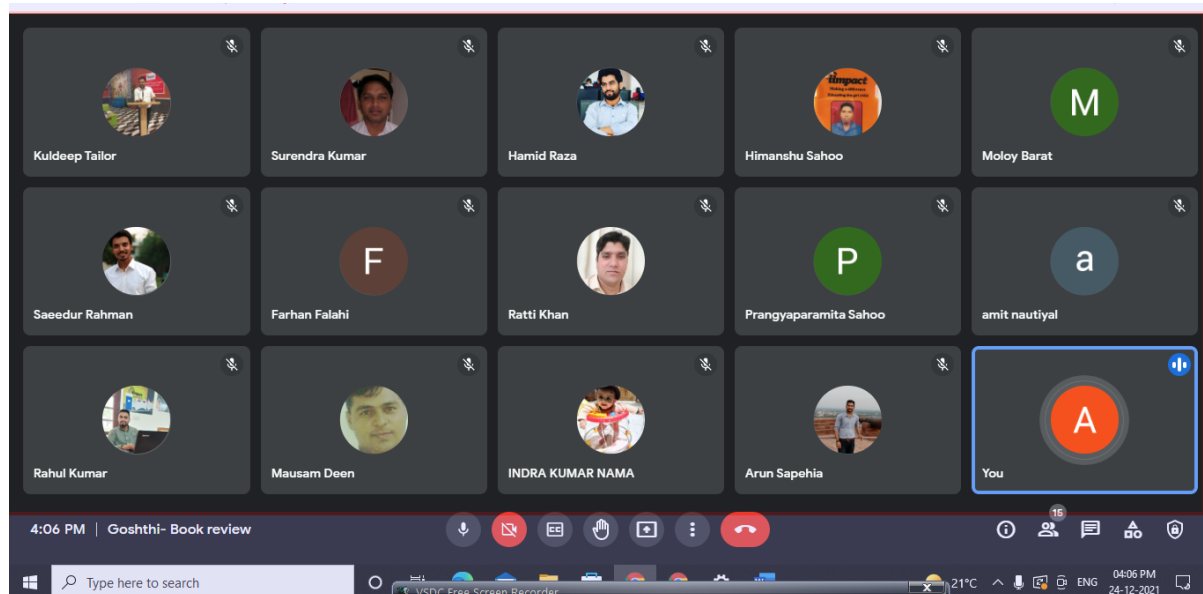 Kuldeep Tailor
Surendra Kumar
Hamid Raza
iimpact
Himanshu Sahoo
M
Moloy Barat
Saeedur Rahman
F
Farhan Falahi
Ratti Khan
P
Prangyaparamita Sahoo
a
amit nautiyal
Rahul Kumar
Mausam Deen
INDRA KUMAR NAMA
Arun Sapehia
A
You
4:06 PM | Goshthi- Book review
CC
15
Type here to search
VSDC Free Screen Recorder
x
21°C
ENG
04:06 PM
24-12-2021